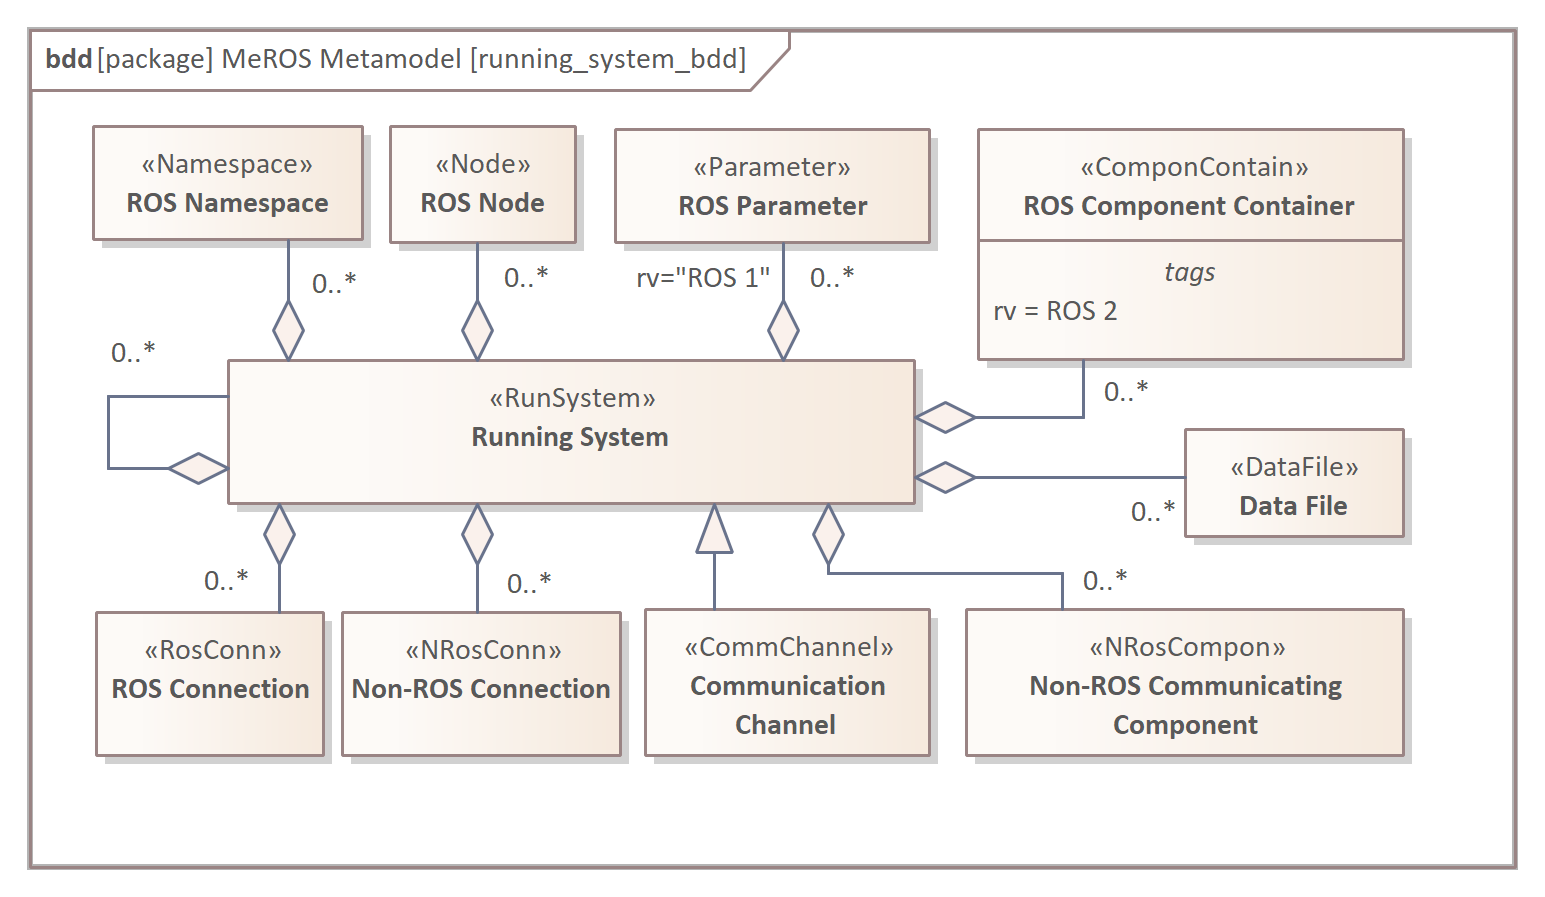 bdd [package] MeROS Metamodel [running_system_bdd]
«Namespace»
ROS Namespace
«Node»
ROS Node
«Parameter»
ROS Parameter
«ComponContain»
ROS Component Container
tags
rv = ROS 2
0..*
0..*
rv="ROS 1"
0..*
0..*
0..*
«RunSystem»
Running System
«DataFile»
Data File
0..*
0..*
0..*
0..*
«RosConn»
ROS Connection
«NRosConn»
Non-ROS Connection
«CommChannel»
Communication
Channel
«NRosCompon»
Non-ROS Communicating
Component